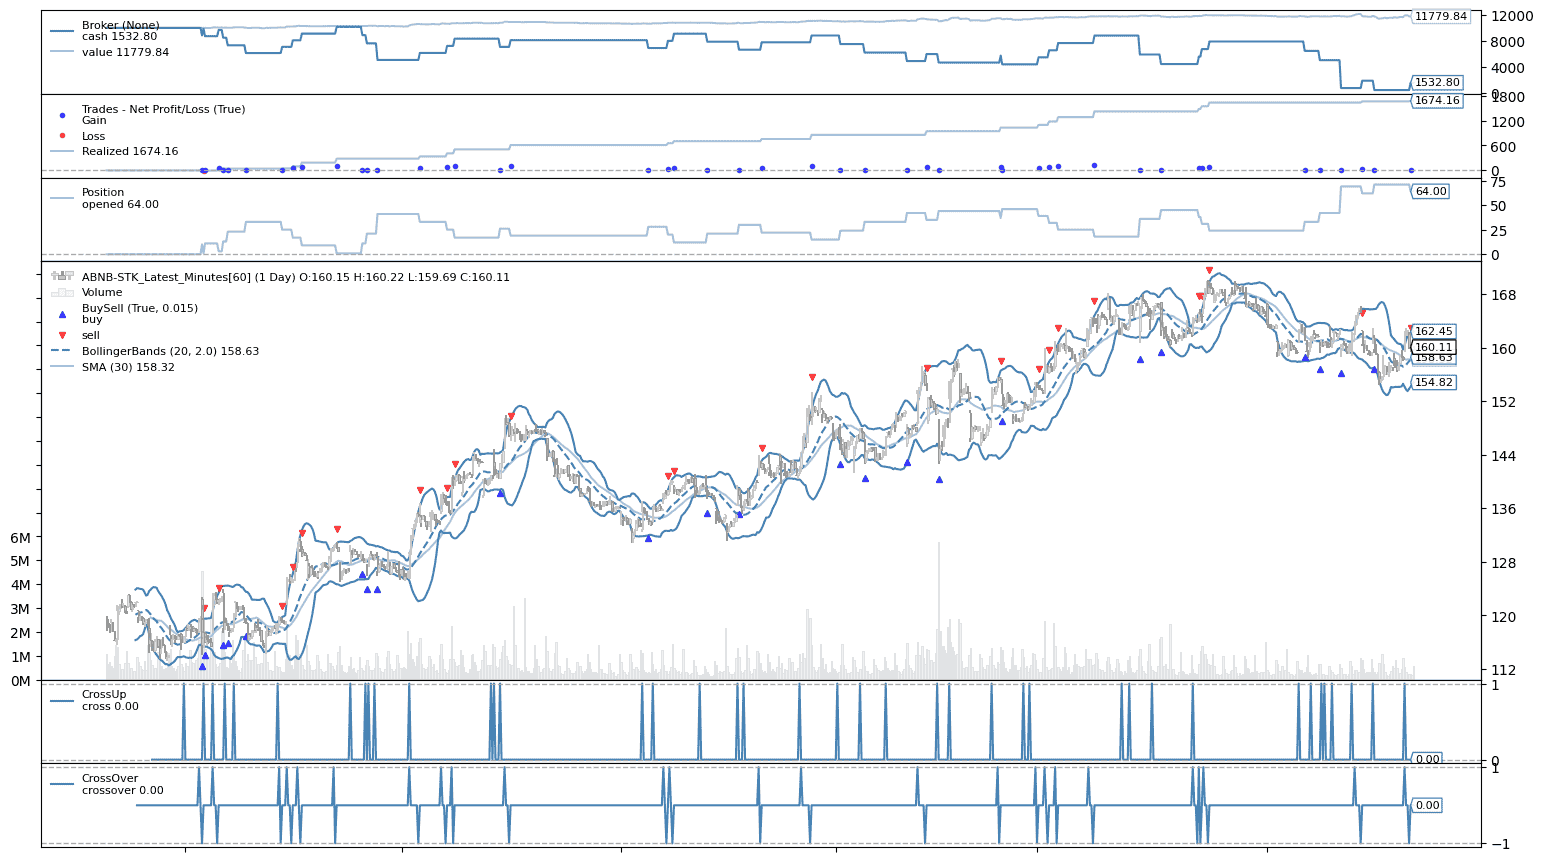 Broker (None)
cash 1532.80
value 11779.84
11779.84
12000
8000
4000
1532.80
0
1800
Trades - Net Profit/Loss (True)
Gain
Loss
Realized 1674.16
1674.16
1200
600
0
75
Position
opened 64.00
64.00
50
25
0
ABNB-STK_Latest_Minutes[60] (1 Day) O:160.15 H:160.22 L:159.69 C:160.11
Volume
BuySell (True, 0.015)
buy
sell
BollingerBands (20, 2.0) 158.63
SMA (30) 158.32
168
162.45
160
160.11
158.63
154.82
152
144
136
128
120
112
6M
5M
4M
3M
2M
1M
0M
CrossUp
cross 0.00
1
0.00
0
CrossOver
crossover 0.00
1
0.00
−1